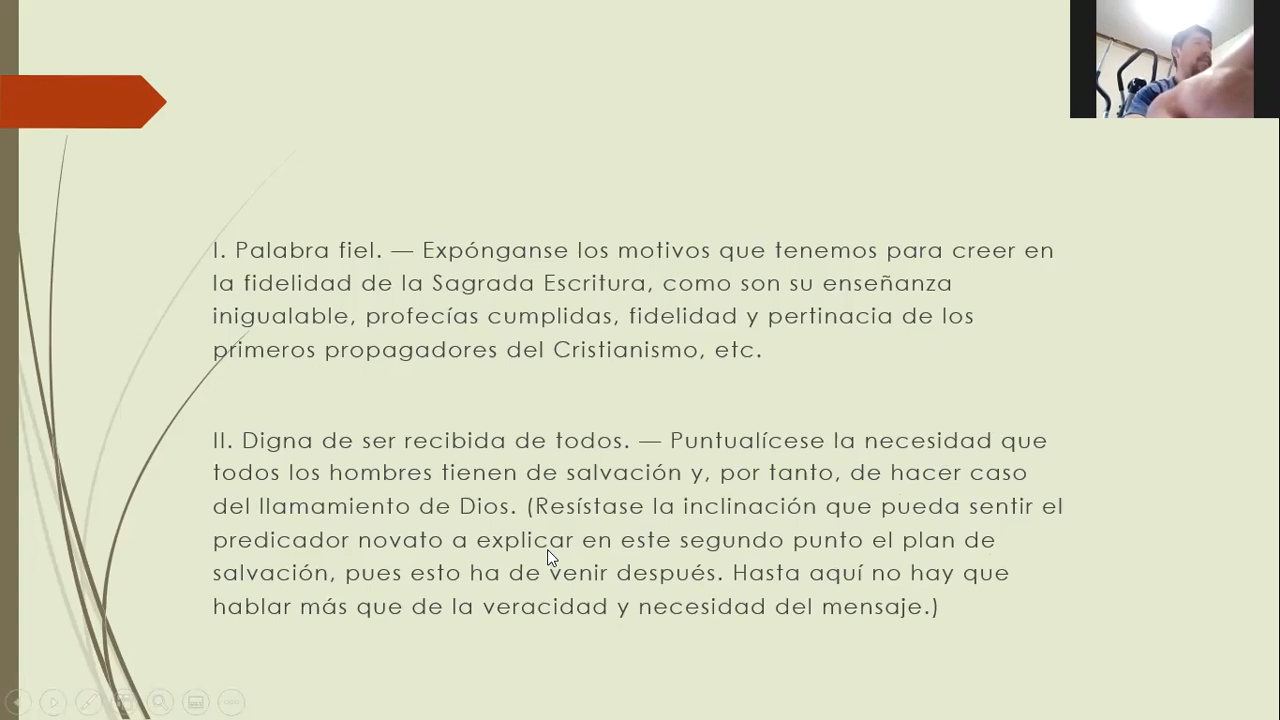 I. Palabra fiel. — Expónganse los motivos que tenemos para creer en
la fidelidad de la Sagrada Escritura, como son su enseñanza
inigualable, profecías cumplidas, fidelidad y pertinacia de los
primeros propagadores del Cristianismo, etc.
II. Digna de ser recibida de todos. — Puntualícese la necesidad que
todos los hombres tienen de salvación y, por tanto, de hacer caso
del llamamiento de Dios. (Resístase la inclinación que pueda sentir el
predicador novato a explicar en este segundo punto el plan de
salvación, pues esto ha de venir después. Hasta aquí no hay que
hablar más que de la veracidad y necesidad del mensaje.)